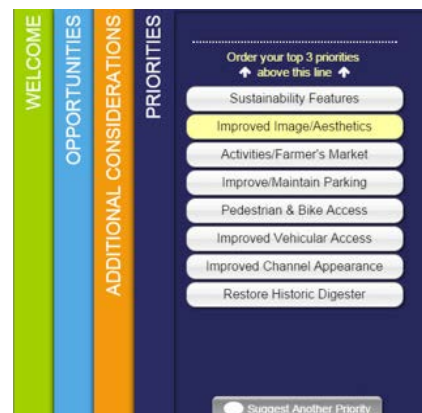 WELCOME
OPPORTUNITIES
ADDITIONAL CONSIDERATIONS
PRIORITIES
Order your top 3 priorities
above this line
Sustainability Features
Improved Image/Aesthetics
Activities/Farmer's Market
Improve/Maintain Parking
Pedestrian & Bike Access
Improved Vehicular Access
Improved Channel Appearance
Restore Historic Digester
Suggest Another Priority